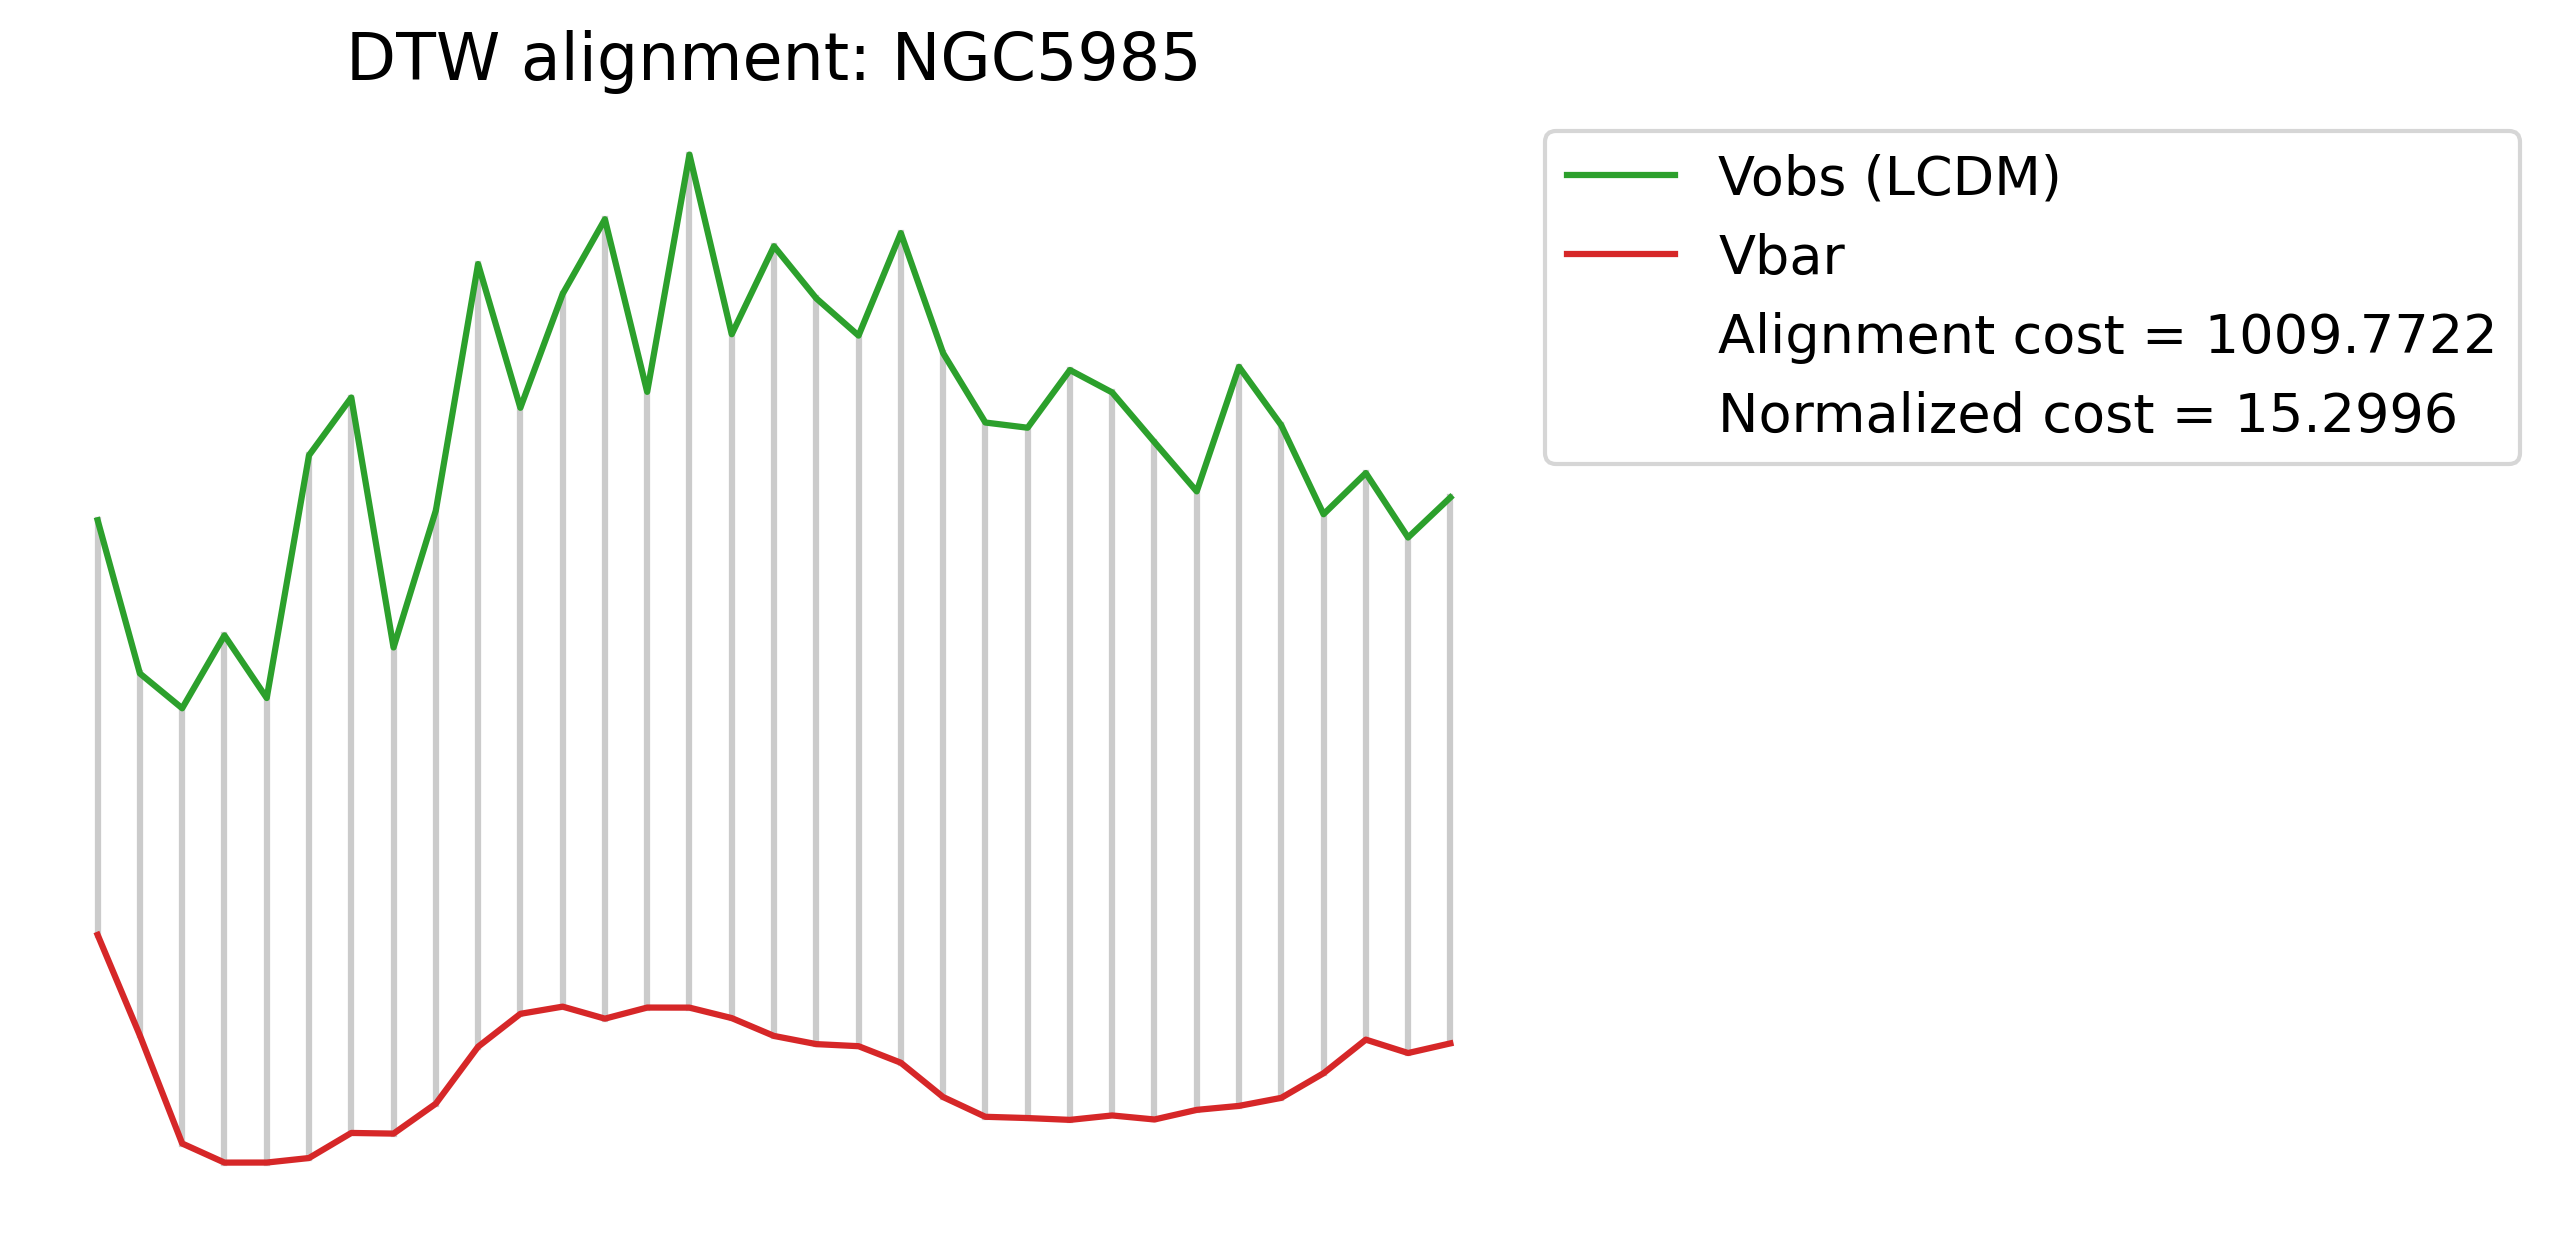 DTW alignment: NGC5985
Vobs (LCDM)
Vbar
Alignment cost = 1009.7722
Normalized cost = 15.2996